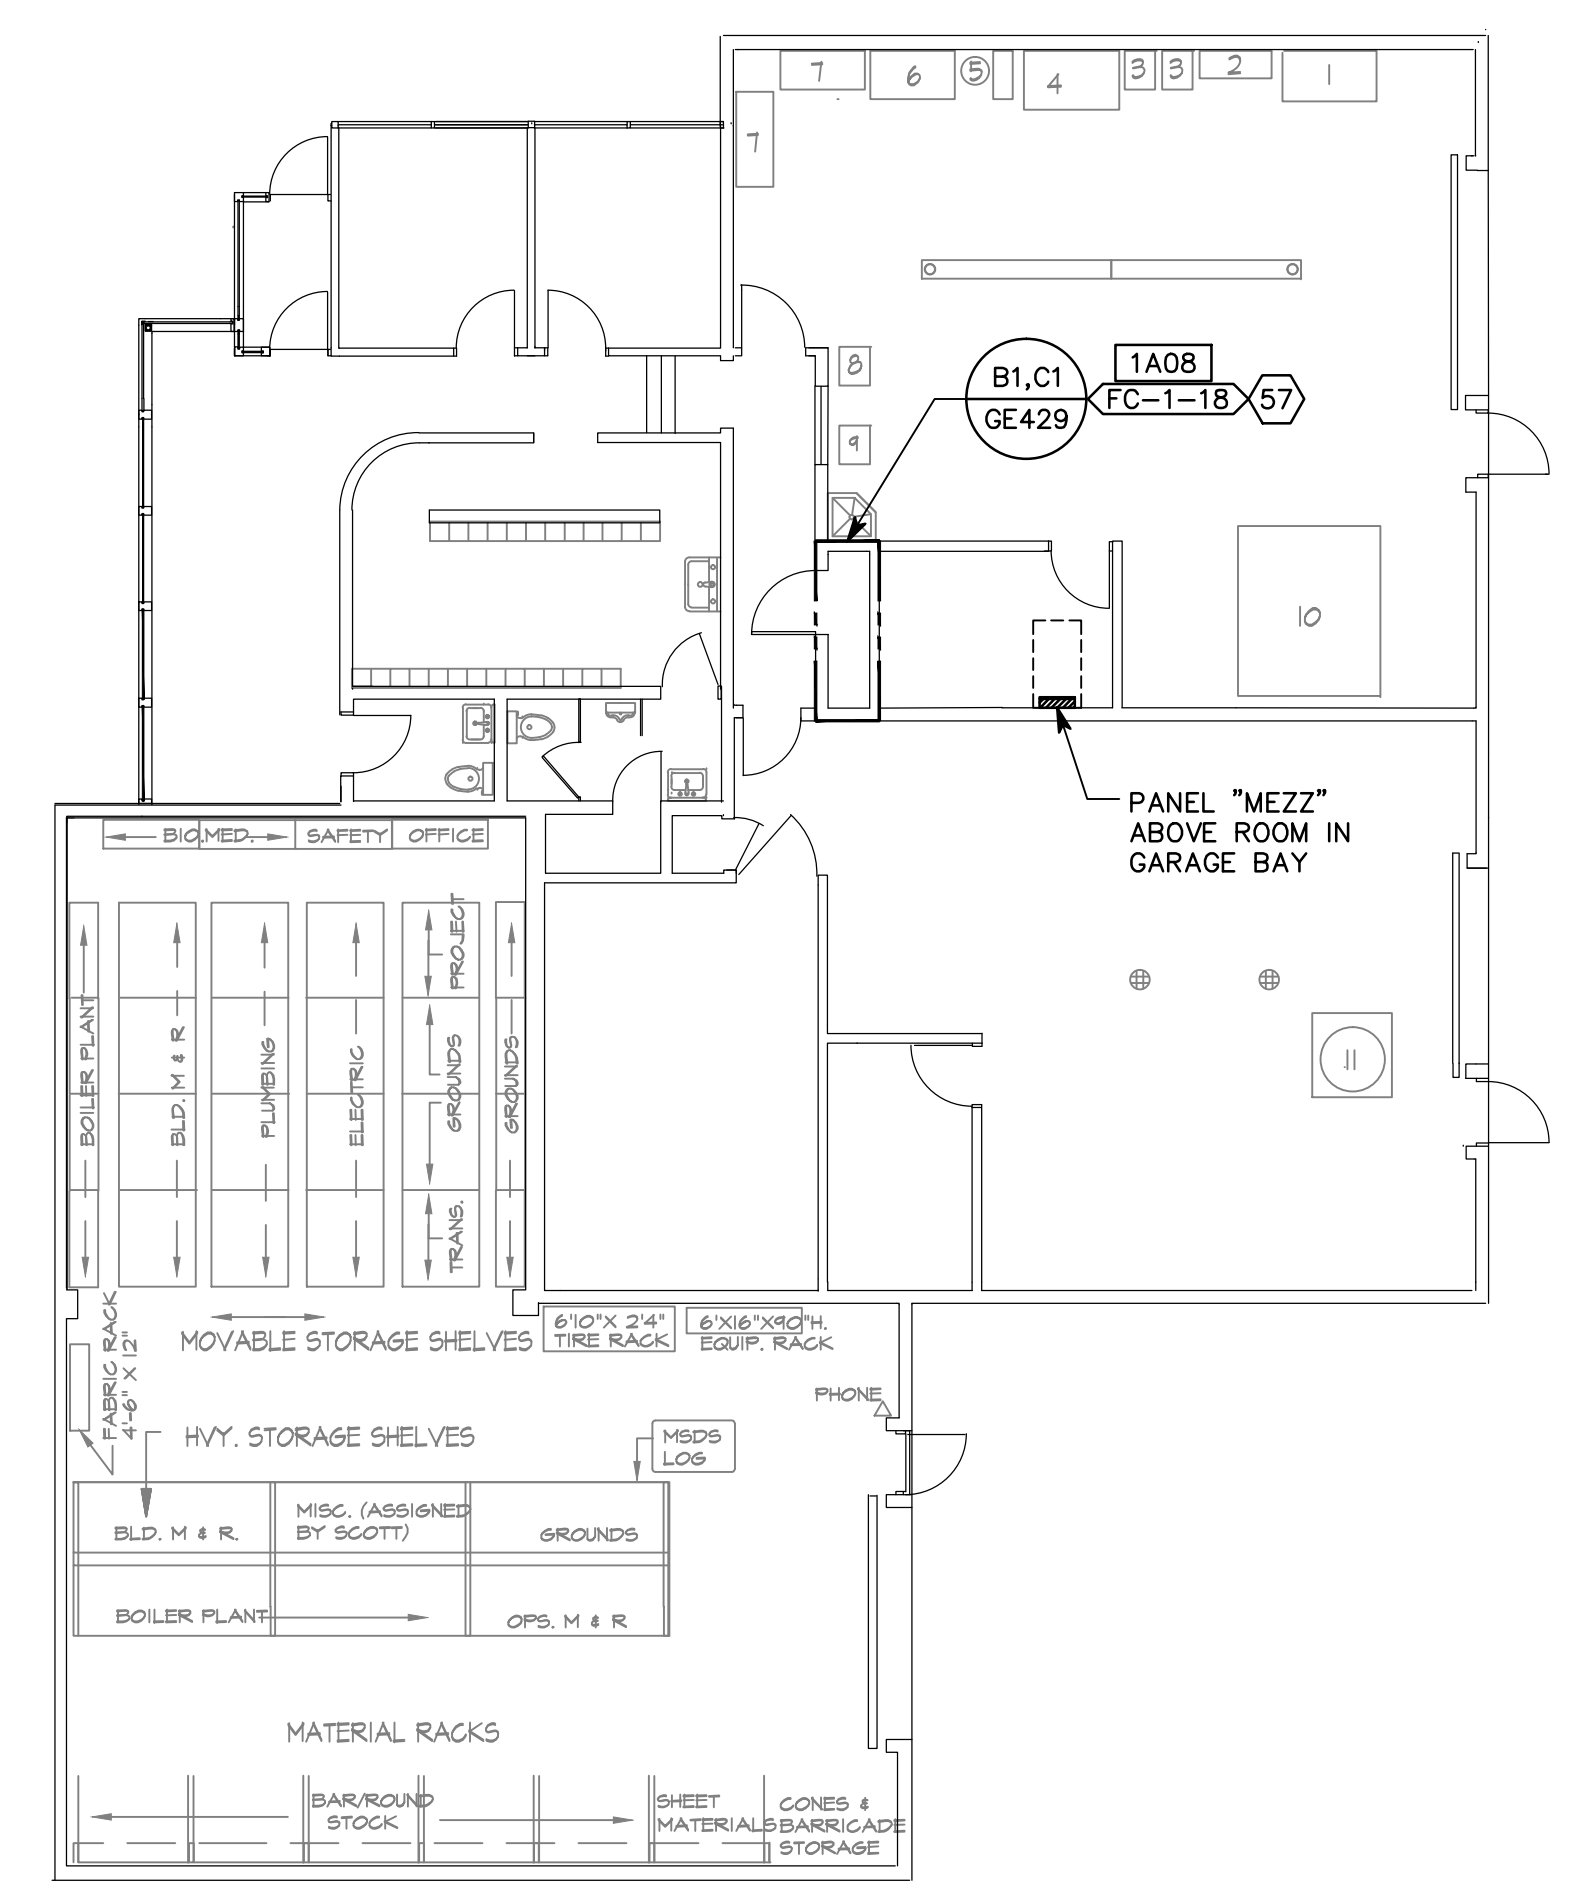 7
6
5
4
3
3
2
1
7
8
9
B1,C1
GE429
1A08
FC-1-18
57
10
PANEL "MEZZ"
ABOVE ROOM IN
GARAGE BAY
BIO.MED.
SAFETY
OFFICE
BOILER PLANT
BLD. M & R
PLUMBING
ELECTRIC
PROJECT
GROUNDS
TRANS.
GROUNDS
11
MOVABLE STORAGE SHELVES
6'10"X 2'4"
TIRE RACK
6'X16"X90"H.
EQUIP. RACK
FABRIC RACK
4'-6" X 12"
PHONE
HVY. STORAGE SHELVES
MSDS
LOG
BLD. M & R.
MISC. (ASSIGNED
BY SCOTT)
GROUNDS
BOILER PLANT
OPS. M & R
MATERIAL RACKS
BAR/ROUND
STOCK
SHEET
MATERIALS
CONES &
BARRICADE
STORAGE